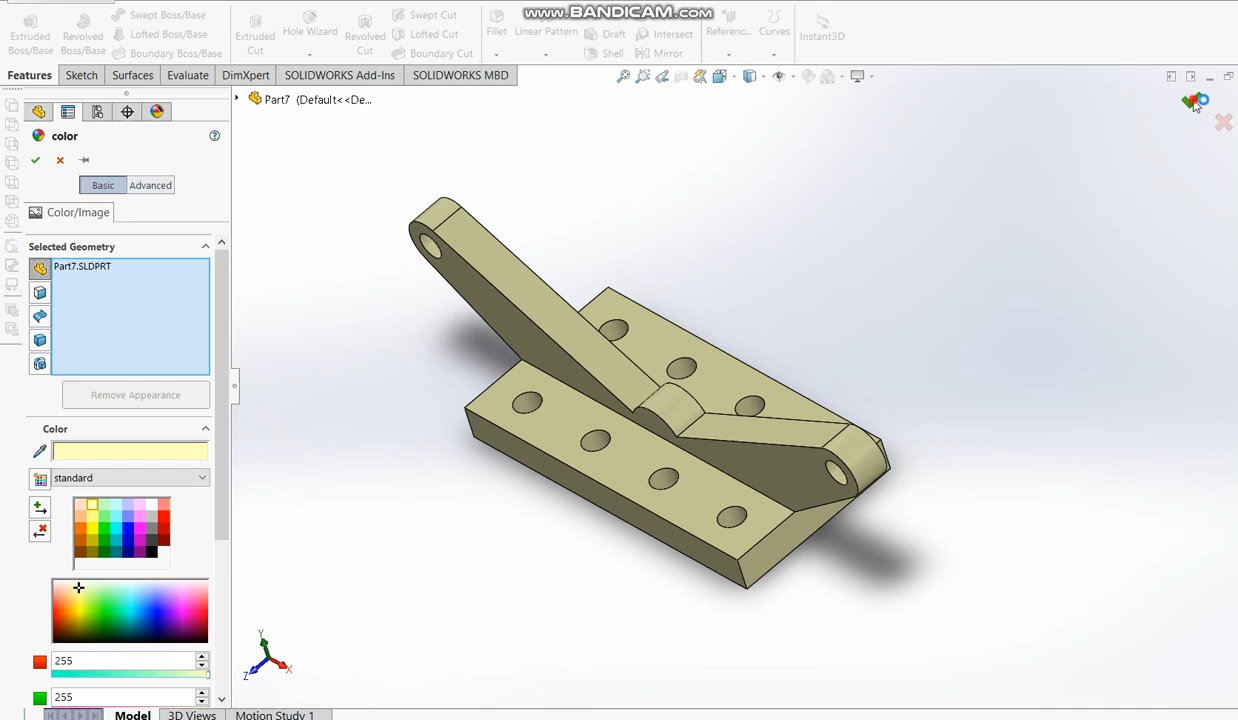 www.BANDICAM.com
Extruded Boss/Base
Revolved Boss/Base
Swept Boss/Base
Lofted Boss/Base
Boundary Boss/Base
Extruded Cut
Hole Wizard
Revolved Cut
Swept Cut
Lofted Cut
Boundary Cut
Fillet
Linear Pattern
Draft
Shell
Intersect
Mirror
Referenc...
Curves
Instant3D
Features
Sketch
Surfaces
Evaluate
DimXpert
SOLIDWORKS Add-Ins
SOLIDWORKS MBD
Part7 (Default<<De...
color
?
Basic
Advanced
Color/Image
Selected Geometry
Part7.SLDPRT
Remove Appearance
Color
standard
255
255
Y
Z
X
Model
3D Views
Motion Study 1